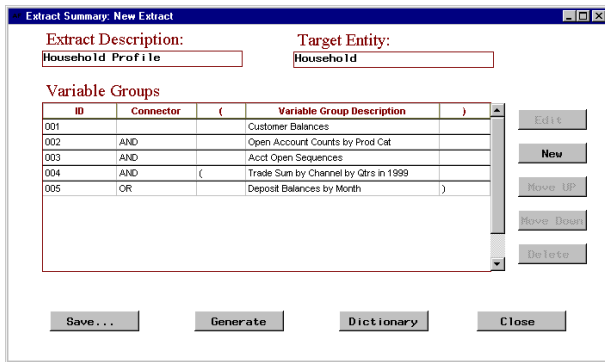 Extract Summary: New Extract
Extract Description: Target Entity:
Household Profile Household
Variable Groups
ID Connector ( Variable Group Description )
001 Customer Balances
002 AND Open Account Counts by Prod Cat
003 AND Acct Open Sequences
004 AND ( Trade Sum by Channel by Qtrs in 1999
005 OR Deposit Balances by Month )
Edit
New
Move UP
Move Down
Delete
Save... Generate Dictionary Close